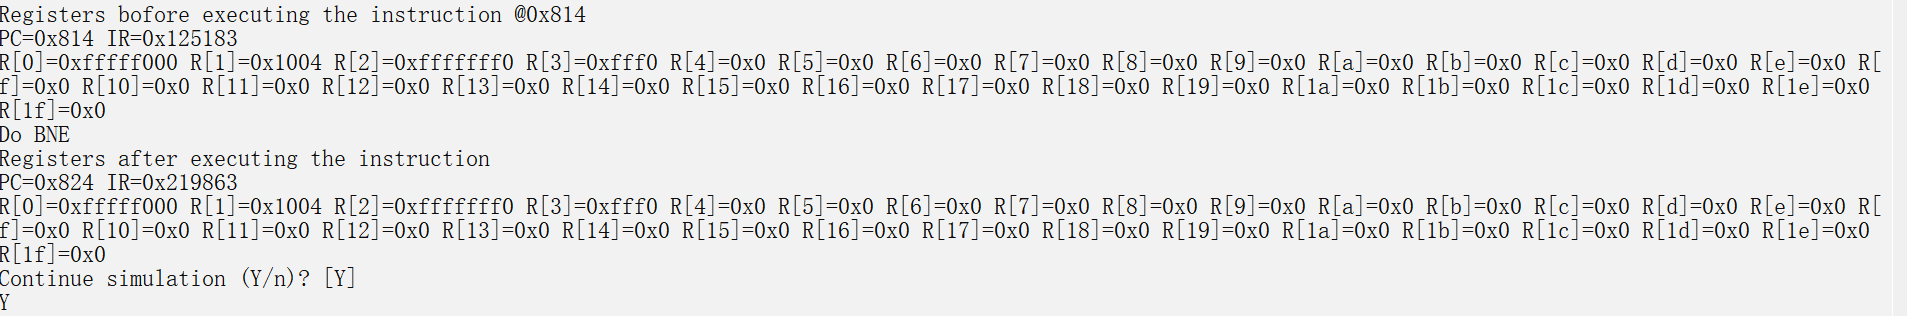 Registers bofore executing the instruction @0x814
PC=0x814 IR=0x125183
R[0]=0xfffff000 R[1]=0x1004 R[2]=0xfffffff0 R[3]=0xfff0 R[4]=0x0 R[5]=0x0 R[6]=0x0 R[7]=0x0 R[8]=0x0 R[9]=0x0 R[a]=0x0 R[b]=0x0 R[c]=0x0 R[d]=0x0 R[e]=0x0 R[
f]=0x0 R[10]=0x0 R[11]=0x0 R[12]=0x0 R[13]=0x0 R[14]=0x0 R[15]=0x0 R[16]=0x0 R[17]=0x0 R[18]=0x0 R[19]=0x0 R[1a]=0x0 R[1b]=0x0 R[1c]=0x0 R[1d]=0x0 R[1e]=0x0
R[1f]=0x0
Do BNE
Registers after executing the instruction
PC=0x824 IR=0x219863
R[0]=0xfffff000 R[1]=0x1004 R[2]=0xfffffff0 R[3]=0xfff0 R[4]=0x0 R[5]=0x0 R[6]=0x0 R[7]=0x0 R[8]=0x0 R[9]=0x0 R[a]=0x0 R[b]=0x0 R[c]=0x0 R[d]=0x0 R[e]=0x0 R[
f]=0x0 R[10]=0x0 R[11]=0x0 R[12]=0x0 R[13]=0x0 R[14]=0x0 R[15]=0x0 R[16]=0x0 R[17]=0x0 R[18]=0x0 R[19]=0x0 R[1a]=0x0 R[1b]=0x0 R[1c]=0x0 R[1d]=0x0 R[1e]=0x0
R[1f]=0x0
Continue simulation (Y/n)? [Y]
Y